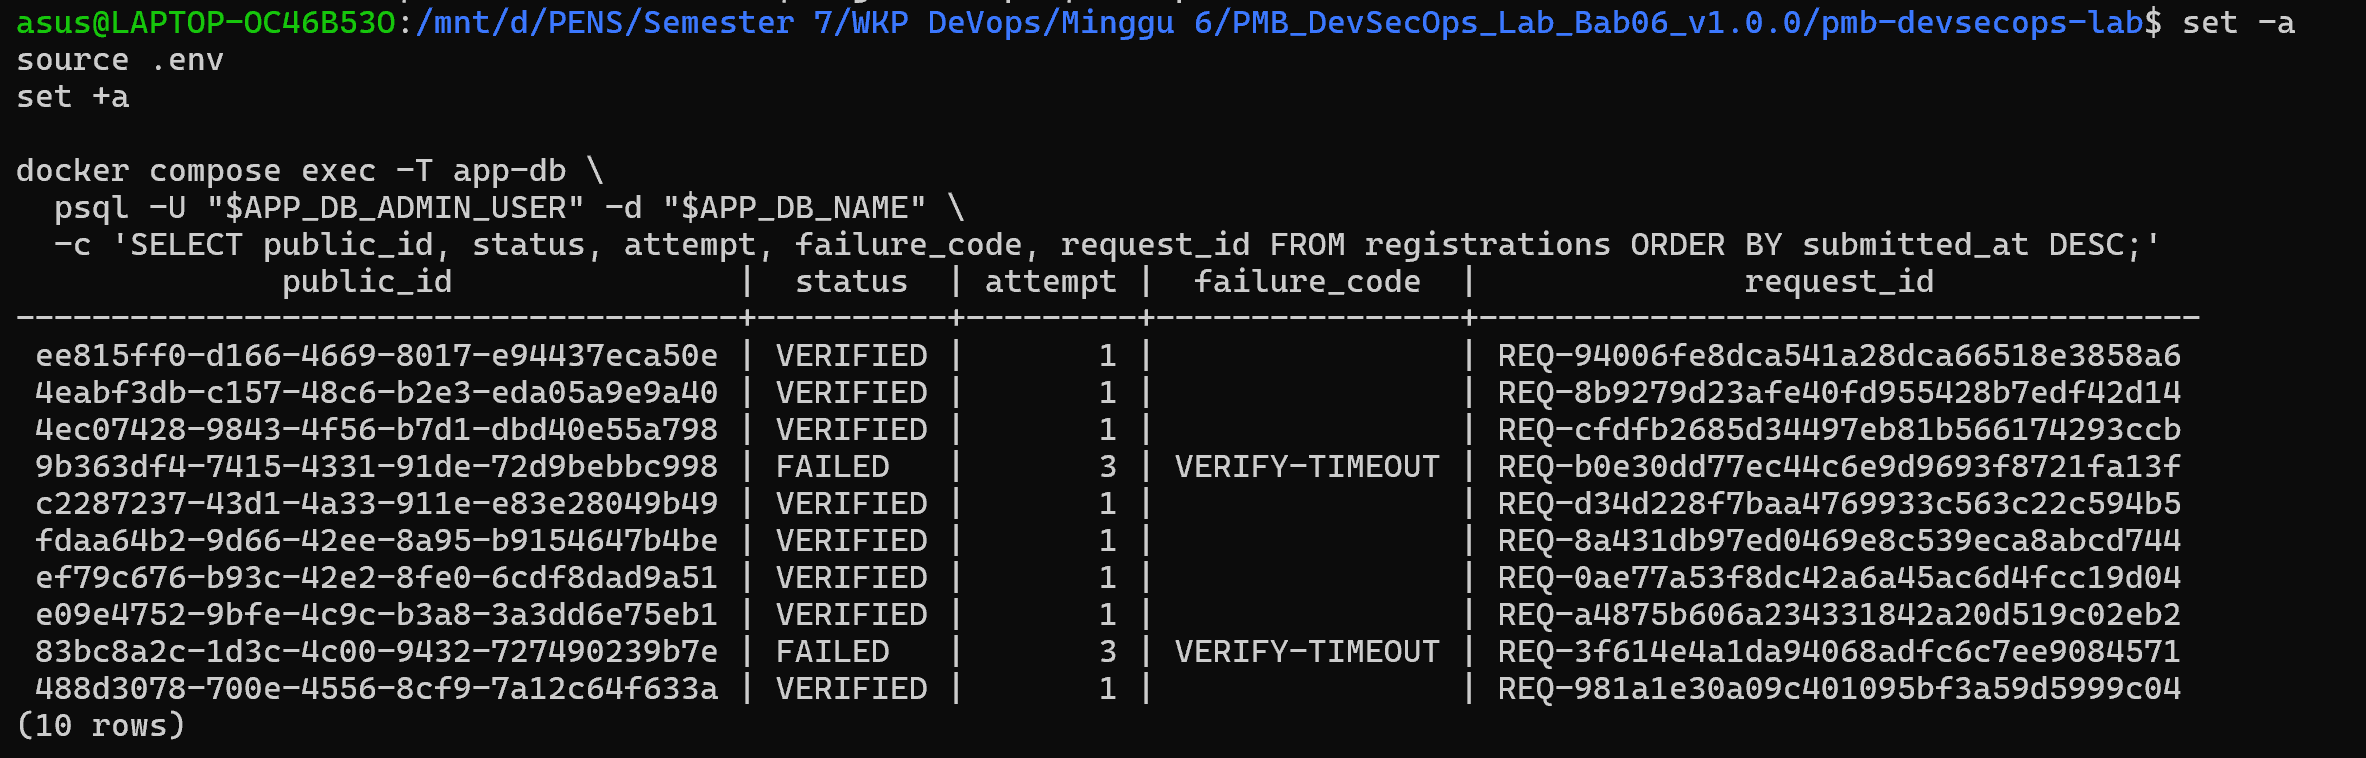 asus@LAPTOP-OC46B53O:/mnt/d/PENS/Semester 7/WKP DeVops/Minggu 6/PMB_DevSecOps_Lab_Bab06_v1.0.0/pmb-devsecops-lab$ set -a
source .env
set +a
docker compose exec -T app-db \
  psql -U "$APP_DB_ADMIN_USER" -d "$APP_DB_NAME" \
  -c 'SELECT public_id, status, attempt, failure_code, request_id FROM registrations ORDER BY submitted_at DESC;'
              public_id               |  status  | attempt |  failure_code  |             request_id
--------------------------------------+----------+---------+----------------+--------------------------------------
 ee815ff0-d166-4669-8017-e94437eca50e | VERIFIED |       1 |                | REQ-94006fe8dca541a28dca66518e3858a6
 4eabf3db-c157-48c6-b2e3-eda05a9e9a40 | VERIFIED |       1 |                | REQ-8b9279d23afe40fd955428b7edf42d14
 4ec07428-9843-4f56-b7d1-dbd40e55a798 | VERIFIED |       1 |                | REQ-cfdfb2685d34497eb81b566174293ccb
 9b363df4-7415-4331-91de-72d9bebbc998 | FAILED   |       3 | VERIFY-TIMEOUT | REQ-b0e30dd77ec44c6e9d9693f8721fa13f
 c2287237-43d1-4a33-911e-e83e28049b49 | VERIFIED |       1 |                | REQ-d34d228f7baa4769933c563c22c594b5
 fdaa64b2-9d66-42ee-8a95-b9154647b4be | VERIFIED |       1 |                | REQ-8a431db97ed0469e8c539eca8abcd744
 ef79c676-b93c-42e2-8fe0-6cdf8dad9a51 | VERIFIED |       1 |                | REQ-0ae77a53f8dc42a6a45ac6d4fcc19d04
 e09e4752-9bfe-4c9c-b3a8-3a3dd6e75eb1 | VERIFIED |       1 |                | REQ-a4875b606a234331842a20d519c02eb2
 83bc8a2c-1d3c-4c00-9432-727490239b7e | FAILED   |       3 | VERIFY-TIMEOUT | REQ-3f614e4a1da94068adfc6c7ee9084571
 488d3078-700e-4556-8cf9-7a12c64f633a | VERIFIED |       1 |                | REQ-981a1e30a09c401095bf3a59d5999c04
(10 rows)